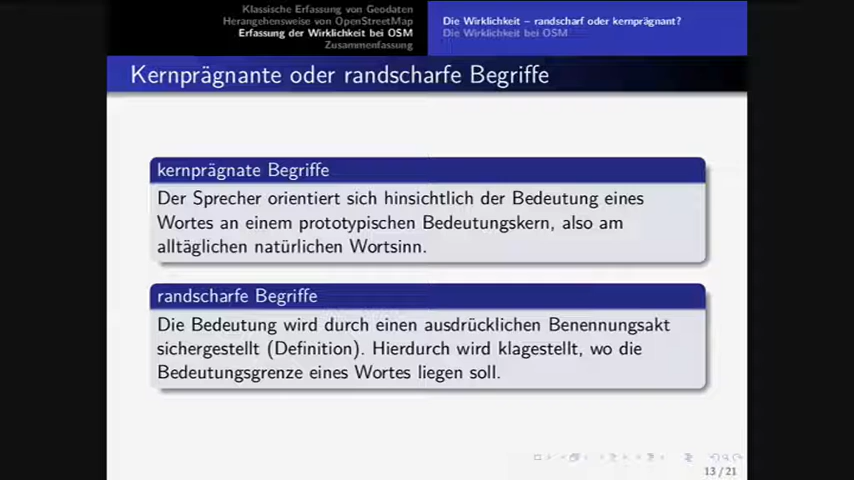 Klassische Erfassung von Geodaten
Herangehensweise von OpenStreetMap
Erfassung der Wirklichkeit bei OSM
Zusammenfassung
Die Wirklichkeit – randscharf oder kernprägnant?
Die Wirklichkeit bei OSM
Kernprägnante oder randscharfe Begriffe
kernprägnate Begriffe
Der Sprecher orientiert sich hinsichtlich der Bedeutung eines
Wortes an einem prototypischen Bedeutungskern, also am
alltäglichen natürlichen Wortsinn.
randscharfe Begriffe
Die Bedeutung wird durch einen ausdrücklichen Benennungsakt
sichergestellt (Definition). Hierdurch wird klagestellt, wo die
Bedeutungsgrenze eines Wortes liegen soll.
13 / 21